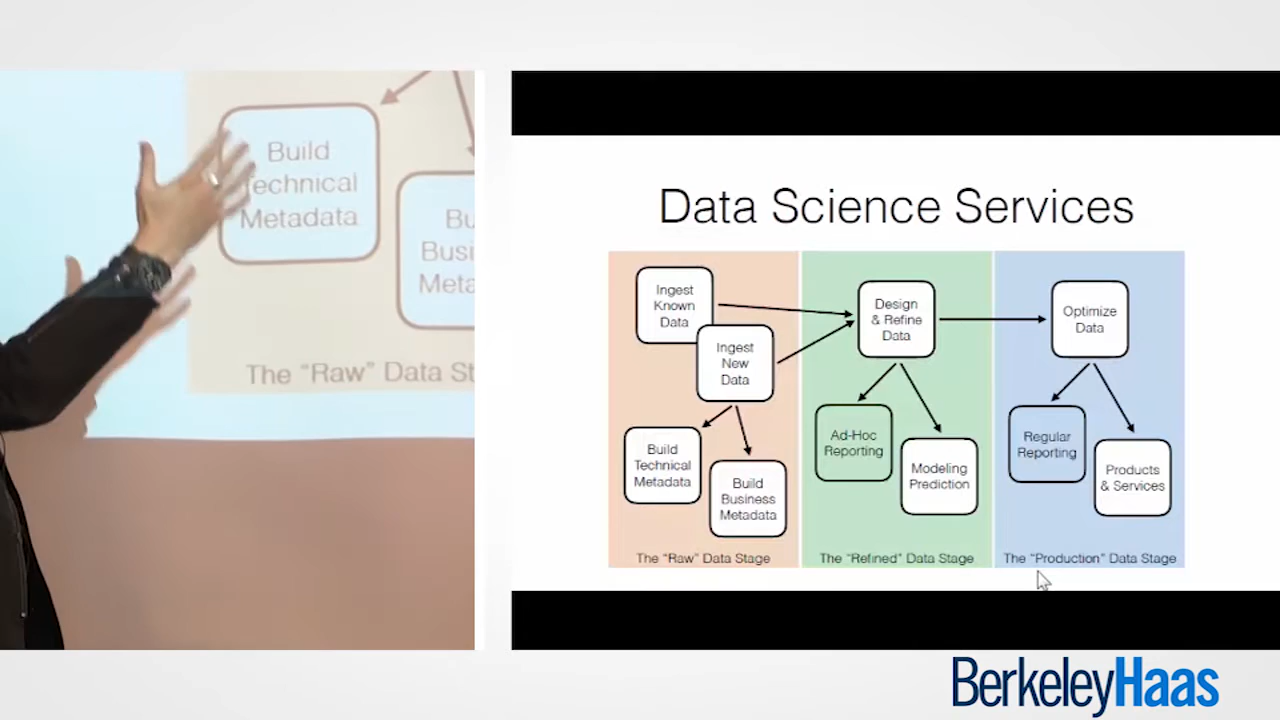 Build
Technical
Metadata
Meta
The "Raw" Data St
Data Science Services
Ingest
Known
Data
Ingest
New
Data
Build
Technical
Metadata
Build
Business
Metadata
The "Raw" Data Stage
Design
& Refine
Data
Ad-Hoc
Reporting
Modeling
Prediction
The "Refined" Data Stage
Optimize
Data
Regular
Reporting
Products
& Services
The "Production" Data Stage
BerkeleyHaas